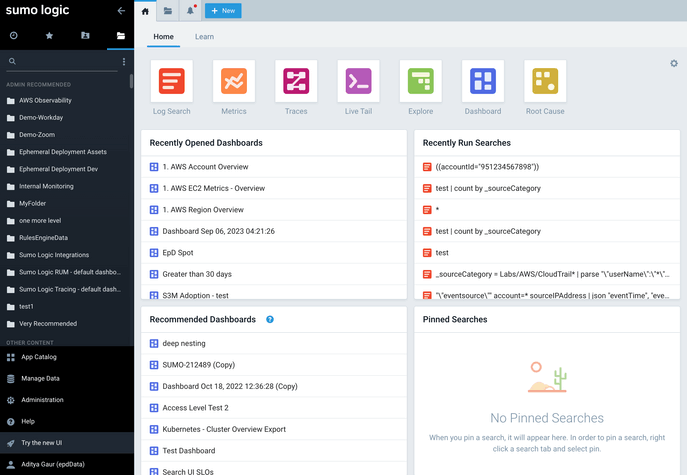 sumo logic
New
Home
Learn
ADMIN RECOMMENDED
AWS Observability
Demo-Workday
Demo-Zoom
Ephemeral Deployment Assets
Ephemeral Deployment Dev
Internal Monitoring
MyFolder
one more level
RulesEngineData
Sumo Logic Integrations
Sumo Logic RUM - default dashbo...
Sumo Logic Tracing - default dash...
test1
Very Recommended
OTHER CONTENT
App Catalog
Manage Data
Administration
Help
Try the new UI
Aditya Gaur (epdData)
Log Search
Metrics
Traces
Live Tail
Explore
Dashboard
Root Cause
Recently Opened Dashboards
1. AWS Account Overview
1. AWS EC2 Metrics - Overview
1. AWS Region Overview
Dashboard Sep 06, 2023 04:21:26
EpD Spot
Greater than 30 days
S3M Adoption - test
Recently Run Searches
((accountId="951234567898"))
test | count by _sourceCategory
*
test | count by _sourceCategory
test
_sourceCategory = Labs/AWS/CloudTrail* | parse "\"userName\":\"*\"...
"\"eventsource\"" account=* sourceIPAddress | json "eventTime", "eve...
Recommended Dashboards ?
deep nesting
SUMO-212489 (Copy)
Dashboard Oct 18, 2022 12:36:28 (Copy)
Access Level Test 2
Kubernetes - Cluster Overview Export
Test Dashboard
Search UI SLOs
Pinned Searches
No Pinned Searches
When you pin a search, it will appear here. In order to pin a search, right
click a search tab and select pin.